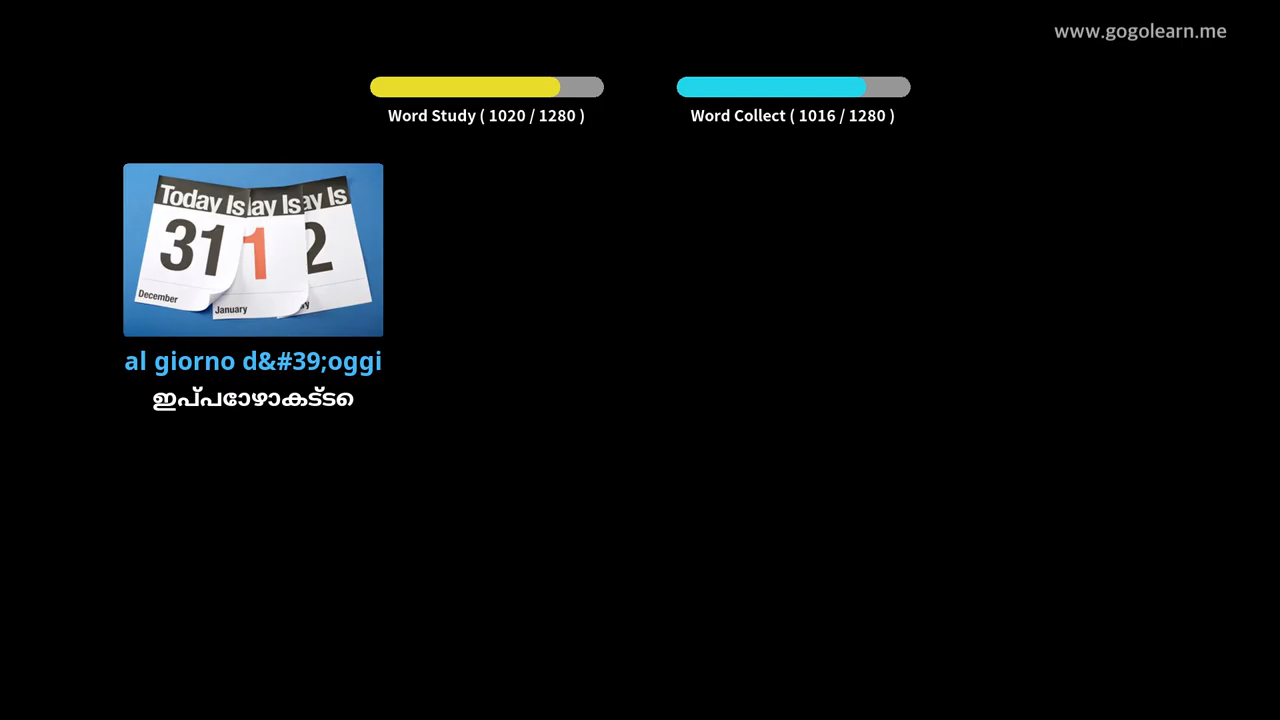 www.gogolearn.me
Word Study ( 1020 / 1280 )
Word Collect ( 1016 / 1280 )
Today Is
ay Is
ay Is
31
1
2
December
January
ry
al giorno d&#39;oggi
ഇപ്പോഴാകട്ടെ